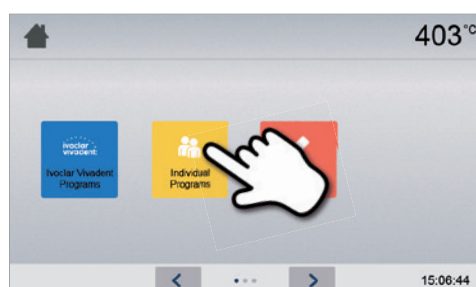 403°C
ivoclar
vivadent:
Ivoclar Vivadent
Programs
Individual
Programs
15:06:44